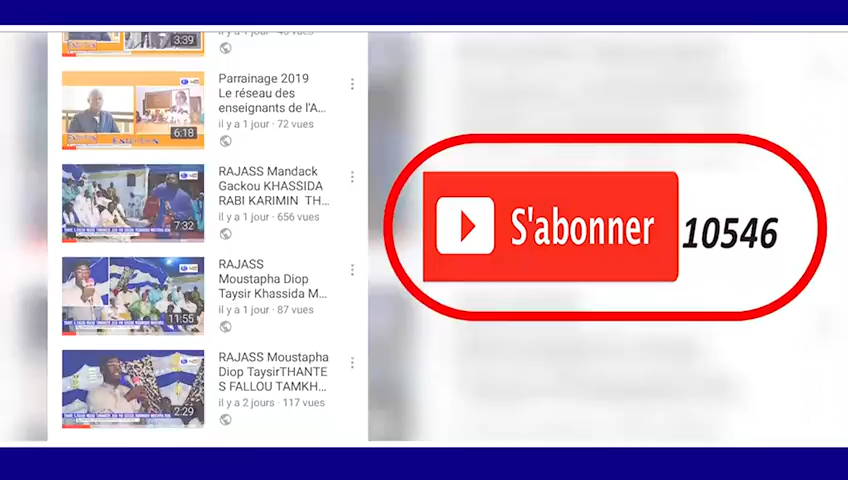 3:39
Parrainage 2019
Le réseau des
enseignants de l'A...
il y a 1 jour · 72 vues
6:18
RAJASS Mandack
Gackou KHASSIDA
RABI KARIMIN TH...
il y a 1 jour · 656 vues
7:32
RAJASS
Moustapha Diop
Taysir Khassida M...
il y a 1 jour · 87 vues
11:55
RAJASS Moustapha
Diop TaysirTHANTE
S FALLOU TAMKH...
il y a 2 jours · 117 vues
2:29
S'abonner
10546